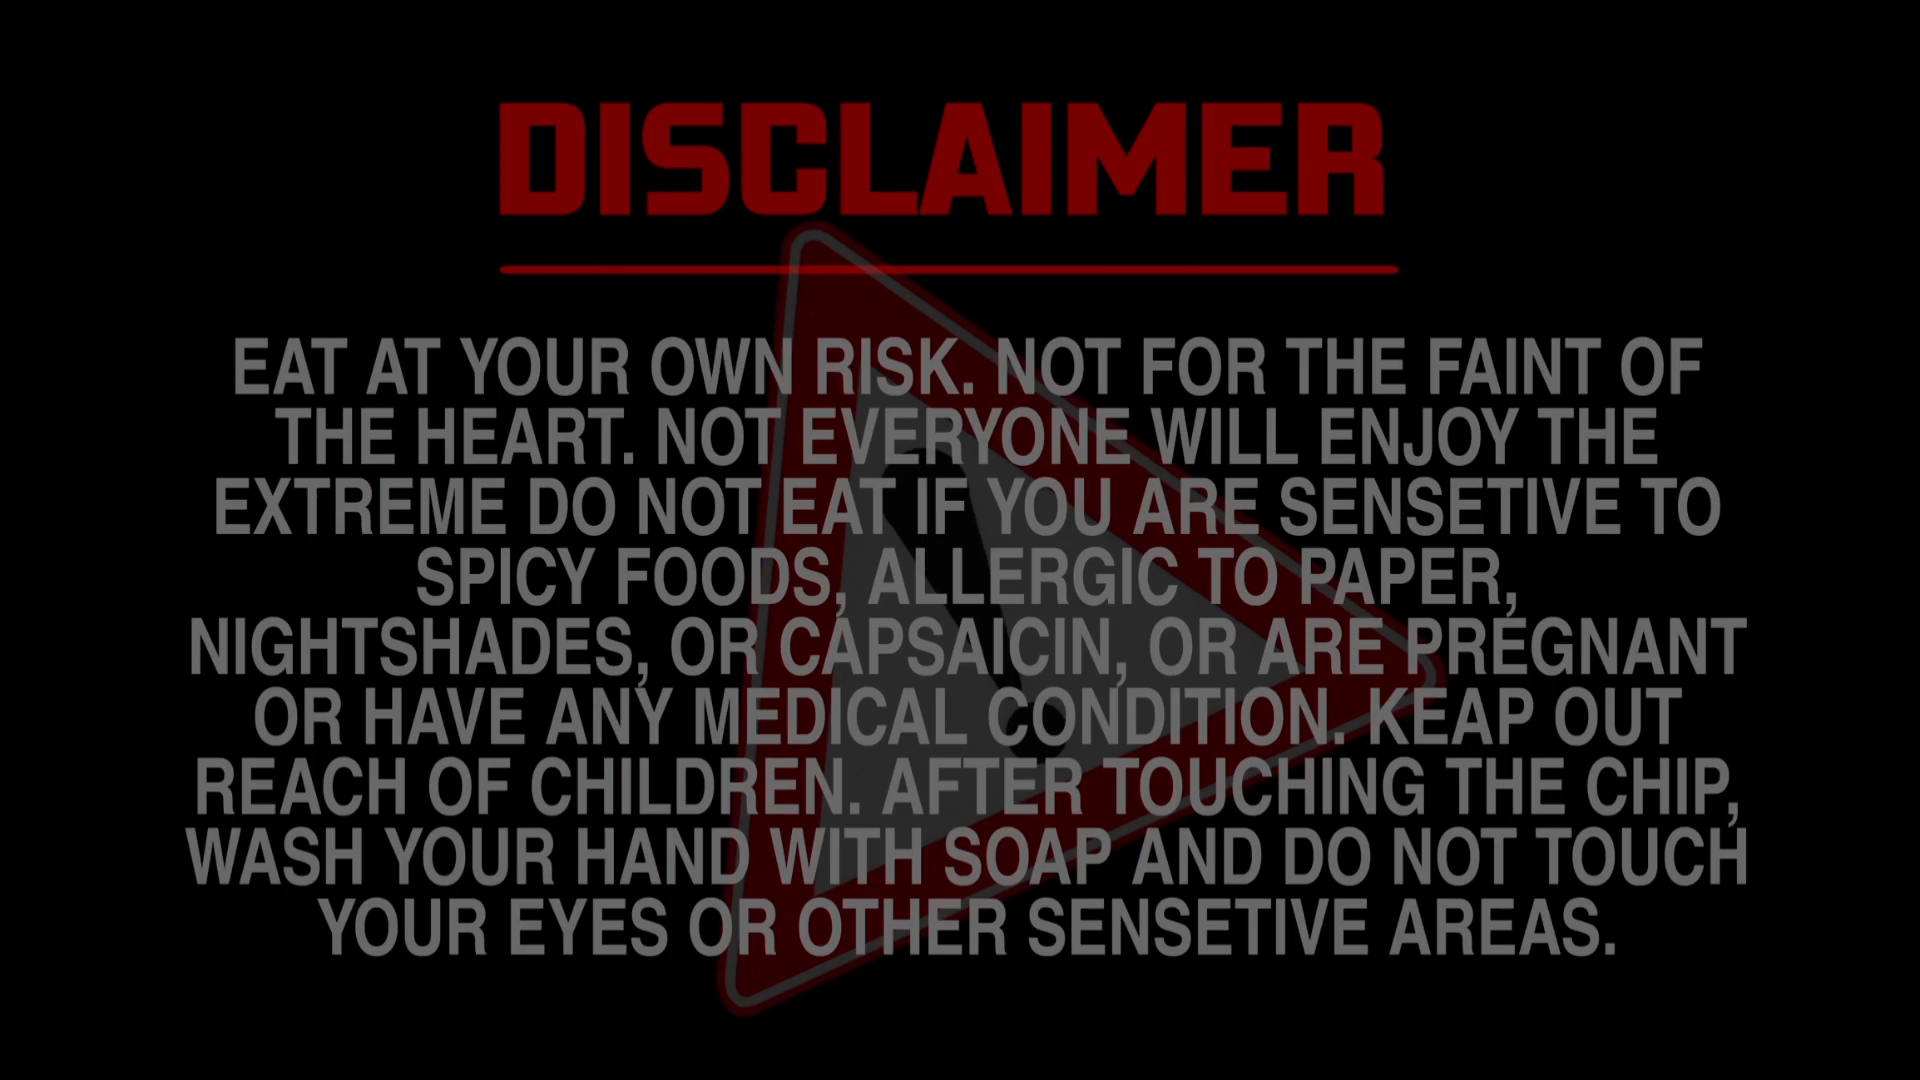 DISCLAIMER
EAT AT YOUR OWN RISK. NOT FOR THE FAINT OF
THE HEART. NOT EVERYONE WILL ENJOY THE
EXTREME DO NOT EAT IF YOU ARE SENSETIVE TO
SPICY FOODS, ALLERGIC TO PAPER,
NIGHTSHADES, OR CAPSAICIN, OR ARE PREGNANT
OR HAVE ANY MEDICAL CONDITION. KEAP OUT
REACH OF CHILDREN. AFTER TOUCHING THE CHIP,
WASH YOUR HAND WITH SOAP AND DO NOT TOUCH
YOUR EYES OR OTHER SENSETIVE AREAS.